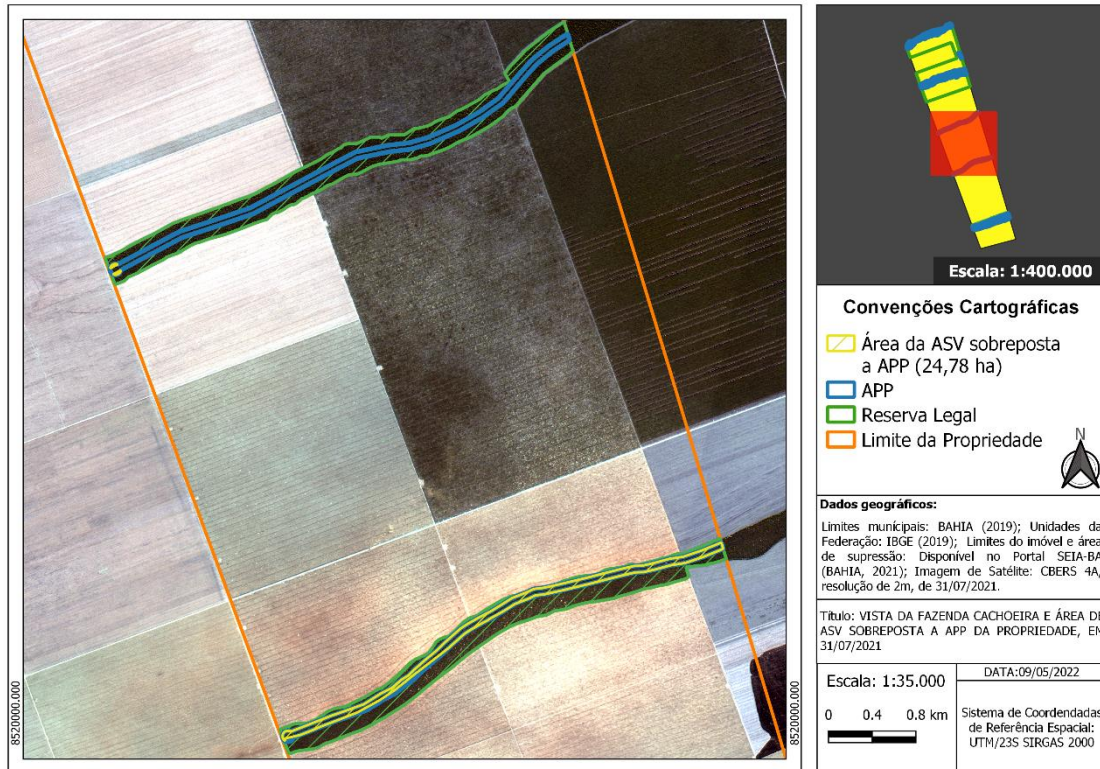 8520000.000
8520000.000
Escala: 1:400.000
Convenções Cartográficas
Área da ASV sobreposta
a APP (24,78 ha)
APP
Reserva Legal
Limite da Propriedade
N
Dados geográficos:
Limites municipais: BAHIA (2019); Unidades da
Federação: IBGE (2019); Limites do imóvel e área
de supressão: Disponível no Portal SEIA-BA
(BAHIA, 2021); Imagem de Satélite: CBERS 4A,
resolução de 2m, de 31/07/2021.
Título: VISTA DA FAZENDA CACHOEIRA E ÁREA DE
ASV SOBREPOSTA A APP DA PROPRIEDADE, EM
31/07/2021
Escala: 1:35.000
0 0.4 0.8 km
DATA:09/05/2022
Sistema de Coordendadas
de Referência Espacial:
UTM/23S SIRGAS 2000